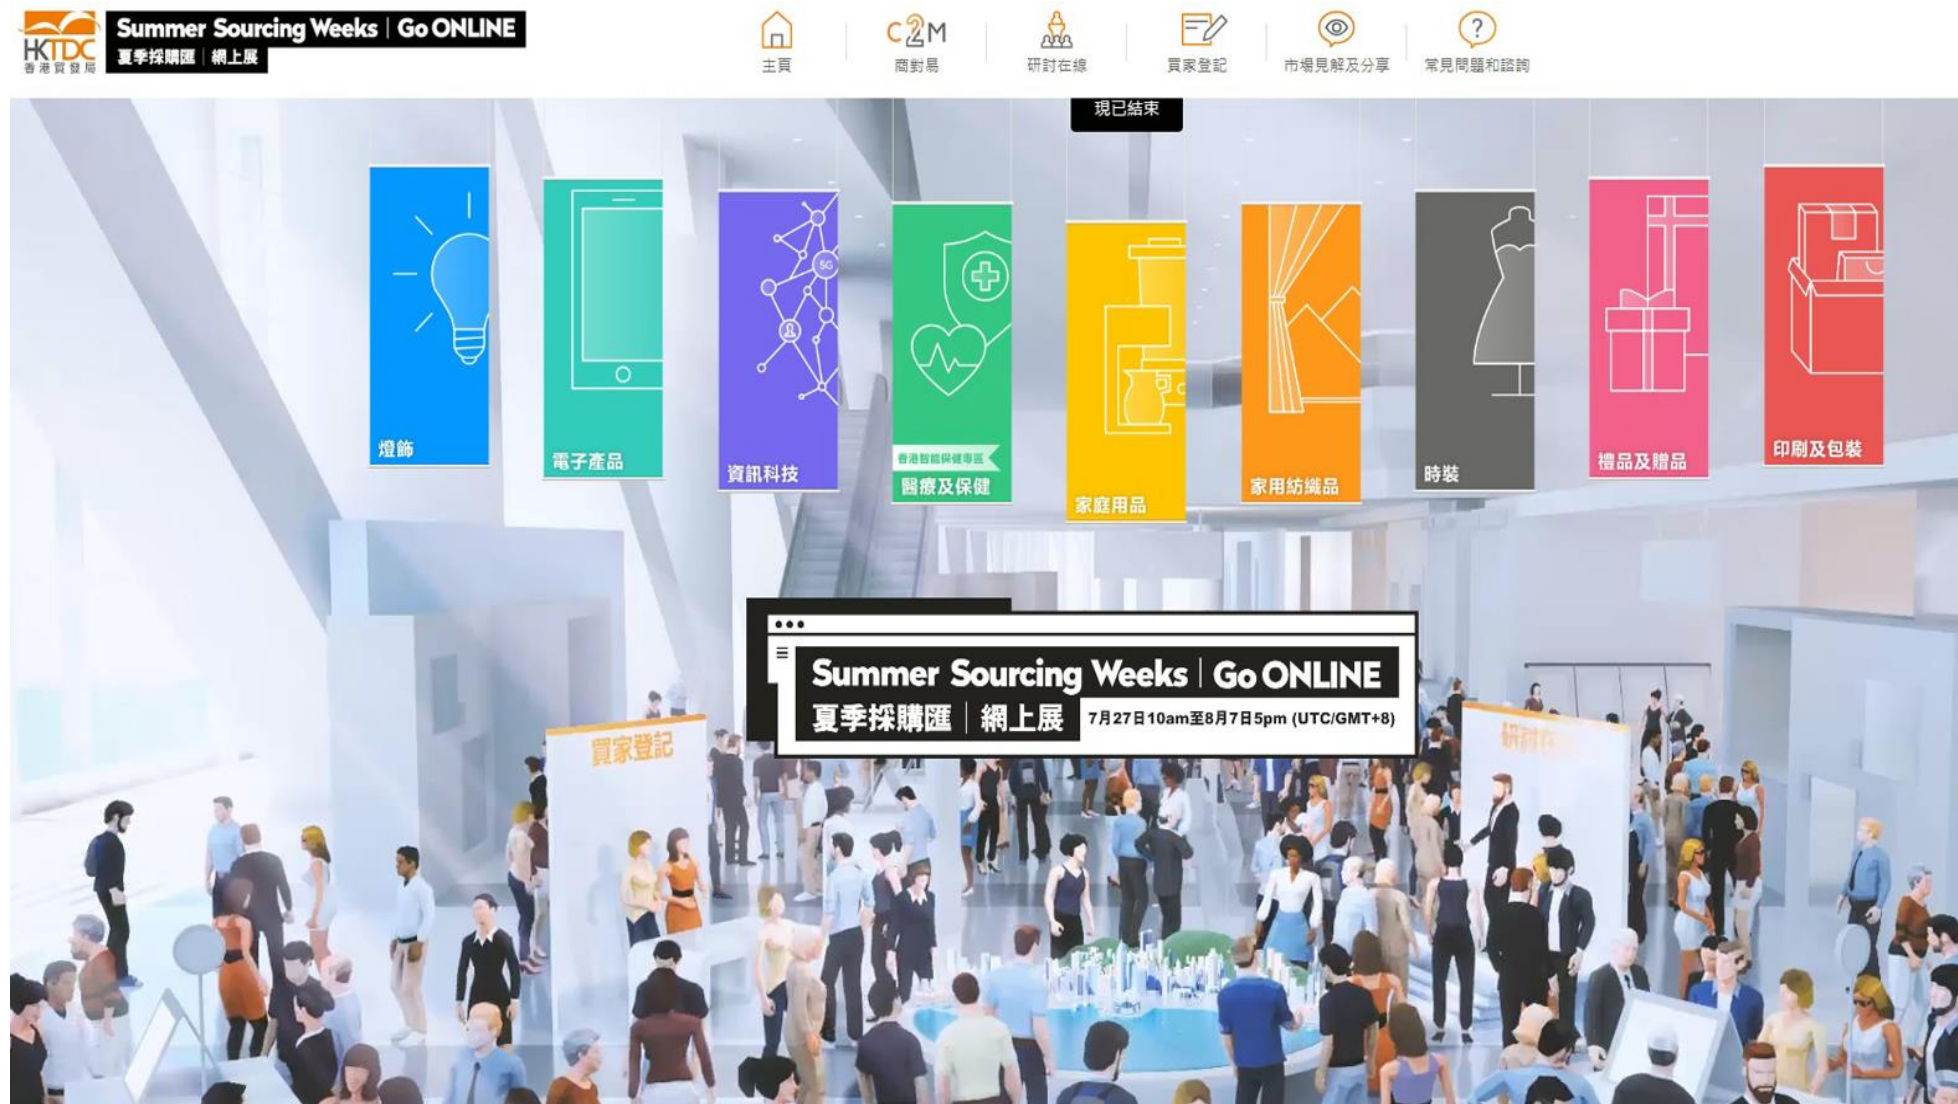 HKTDC
香港貿發局
Summer Sourcing Weeks | Go ONLINE
夏季採購匯 | 網上展
主頁
C2M
商對易
研討在線
買家登記
市場見解及分享
常見問題和諮詢
現已結束
燈飾
電子產品
5G
資訊科技
香港智能保健專區
醫療及保健
家庭用品
家用紡織品
時裝
禮品及贈品
印刷及包裝
Summer Sourcing Weeks | Go ONLINE
夏季採購匯 | 網上展 7月27日10am至8月7日5pm (UTC/GMT+8)
買家登記
研討在